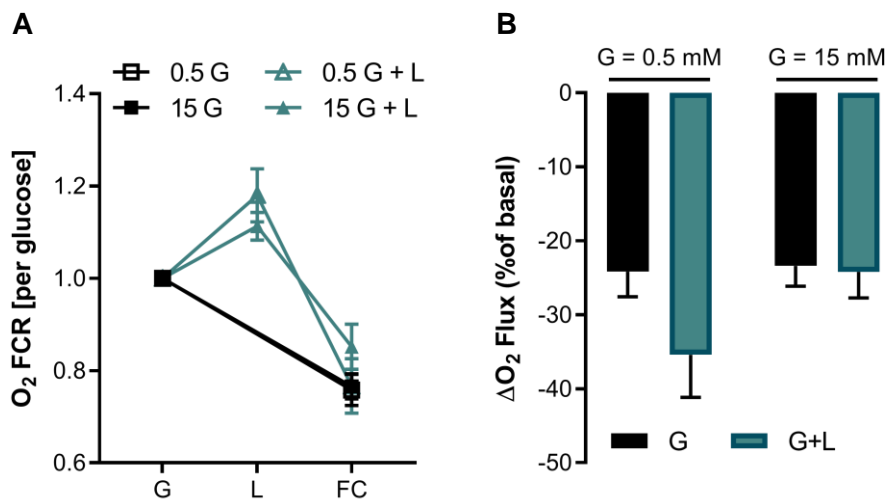 A
0.5 G
0.5 G + L
15 G
15 G + L
O₂ FCR [per glucose]
1.4
1.2
1.0
0.8
0.6
G
L
FC
B
G = 0.5 mM
G = 15 mM
ΔO₂ Flux (%of basal)
0
-10
-20
-30
-40
-50
G
G+L